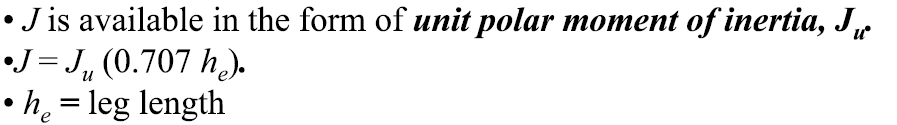 • J is available in the form of unit polar moment of inertia, Jᵤ.
•J = Jᵤ (0.707 hₑ).
• hₑ = leg length